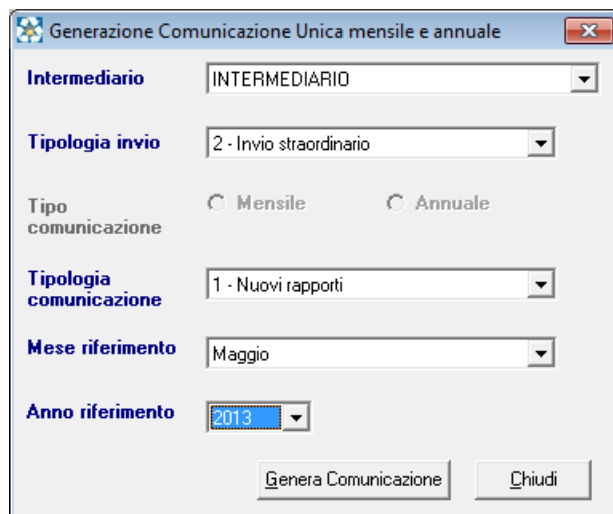 Generazione Comunicazione Unica mensile e annuale
Intermediario INTERMEDIARIO
Tipologia invio 2 - Invio straordinario
Tipo comunicazione Mensile Annuale
Tipologia comunicazione 1 - Nuovi rapporti
Mese riferimento Maggio
Anno riferimento 2013
Genera Comunicazione Chiudi